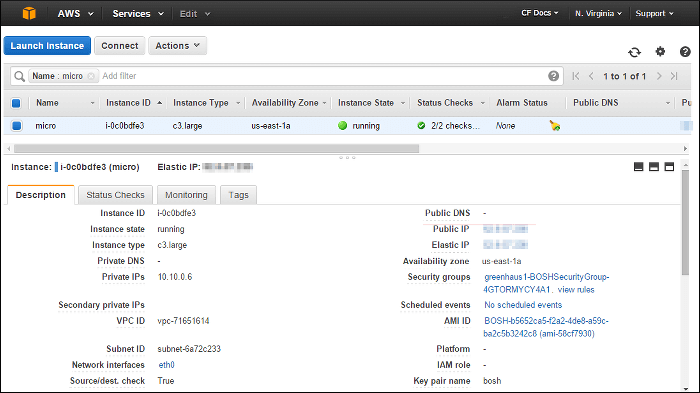 AWS Services Edit CF Docs N. Virginia Support
Launch Instance Connect Actions
Name : micro Add filter 1 to 1 of 1
Name Instance ID Instance Type Availability Zone Instance State Status Checks Alarm Status Public DNS Pu
micro i-0c0bdfe3 c3.large us-east-1a running 2/2 checks... None
Instance: i-0c0bdfe3 (micro) Elastic IP:
Description Status Checks Monitoring Tags
Instance ID i-0c0bdfe3 Public DNS -
Instance state running Public IP
Instance type c3.large Elastic IP
Private DNS - Availability zone us-east-1a
Private IPs 10.10.0.6 Security groups greenhaus1-BOSHSecurityGroup-
4GTORMYCY4A1. view rules
Secondary private IPs Scheduled events No scheduled events
VPC ID vpc-71651614 AMI ID BOSH-b5652ca5-f2a2-4de8-a59c-
ba2c5b3242c8 (ami-58cf7930)
Subnet ID subnet-6a72c233 Platform -
Network interfaces eth0 IAM role -
Source/dest. check True Key pair name bosh